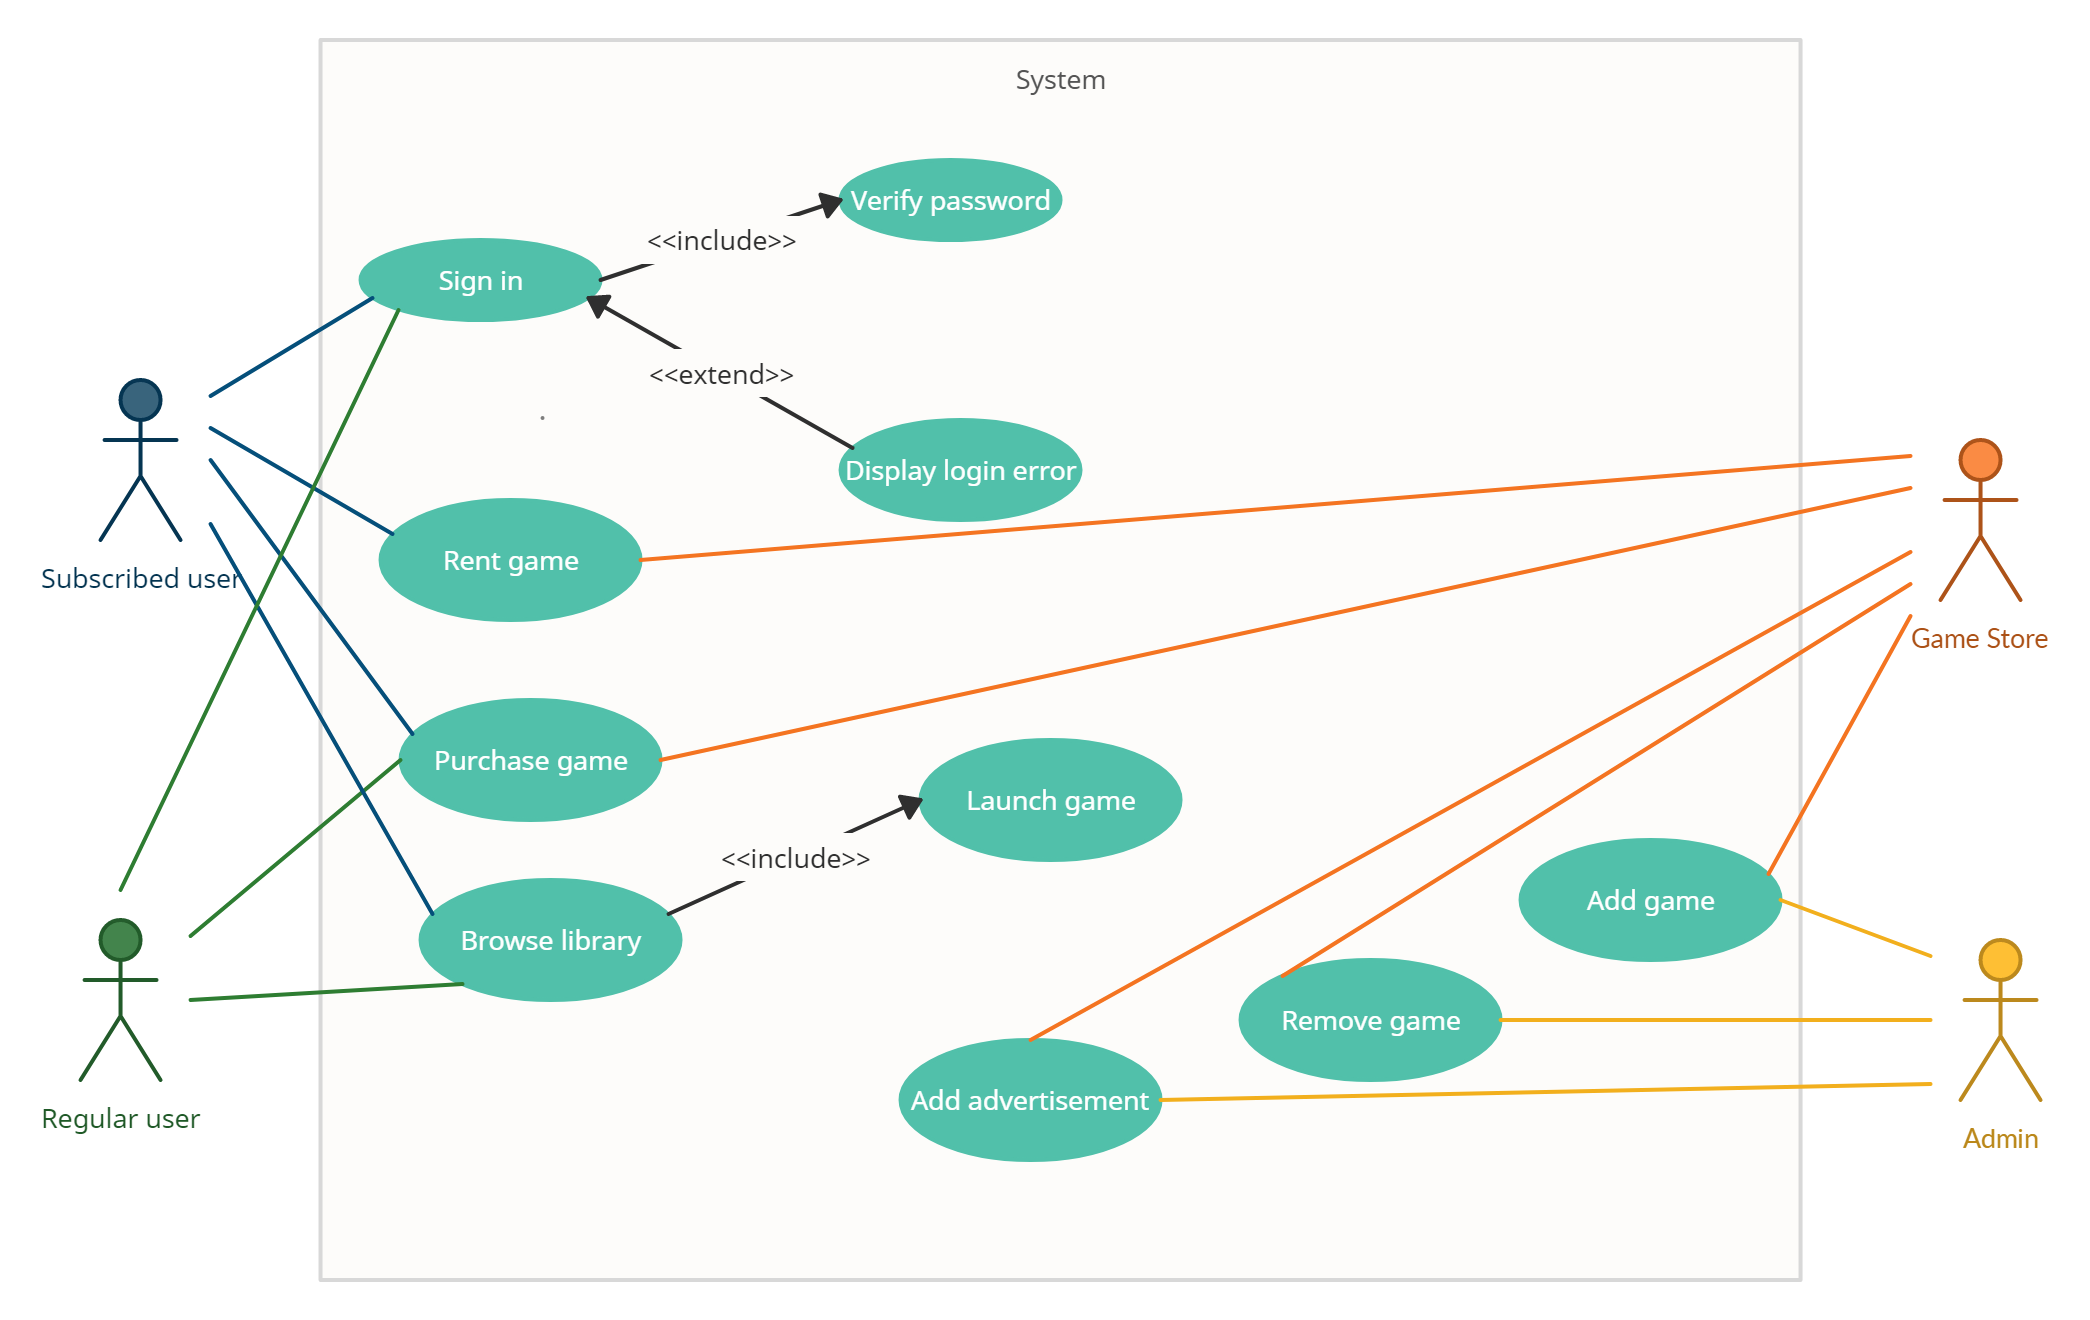 System
Verify password
<<include>>
Sign in
<<extend>>
Display login error
Rent game
Subscribed user
Game Store
Purchase game
Launch game
<<include>>
Browse library
Add game
Remove game
Add advertisement
Regular user
Admin